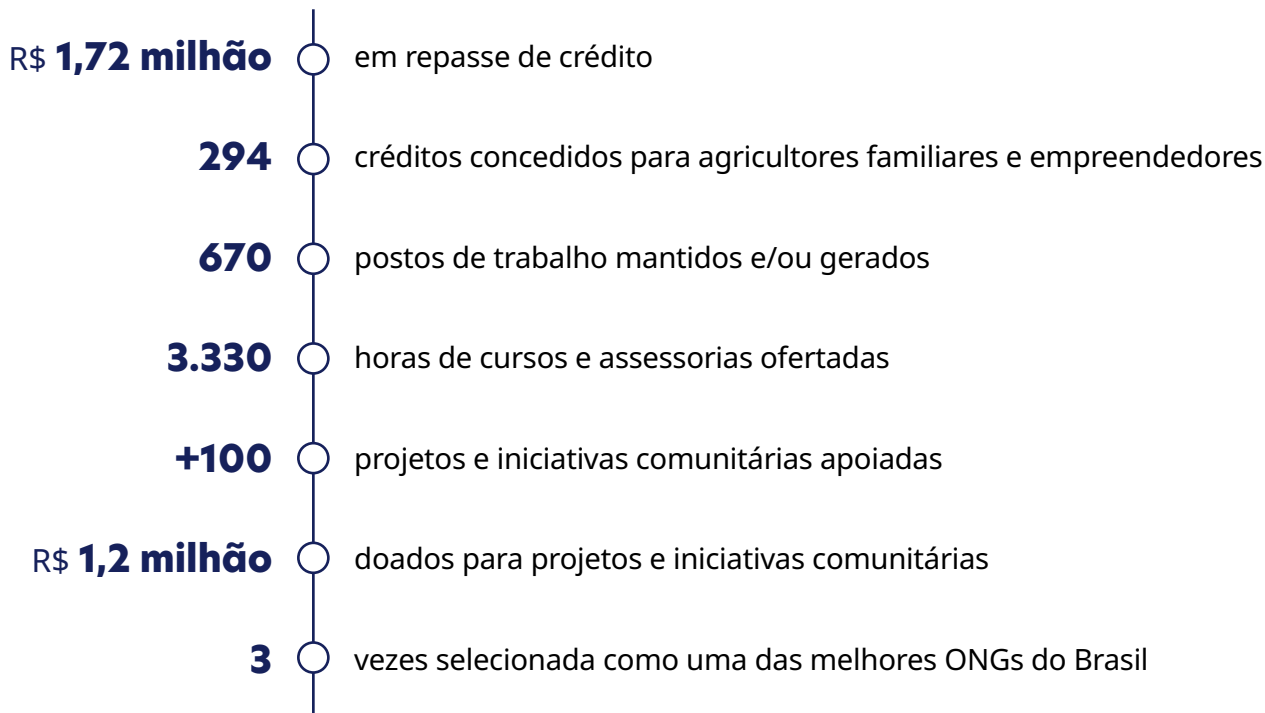 R$ 1,72 milhão em repasse de crédito
294 créditos concedidos para agricultores familiares e empreendedores
670 postos de trabalho mantidos e/ou gerados
3.330 horas de cursos e assessorias ofertadas
+100 projetos e iniciativas comunitárias apoiadas
R$ 1,2 milhão doados para projetos e iniciativas comunitárias
3 vezes selecionada como uma das melhores ONGs do Brasil